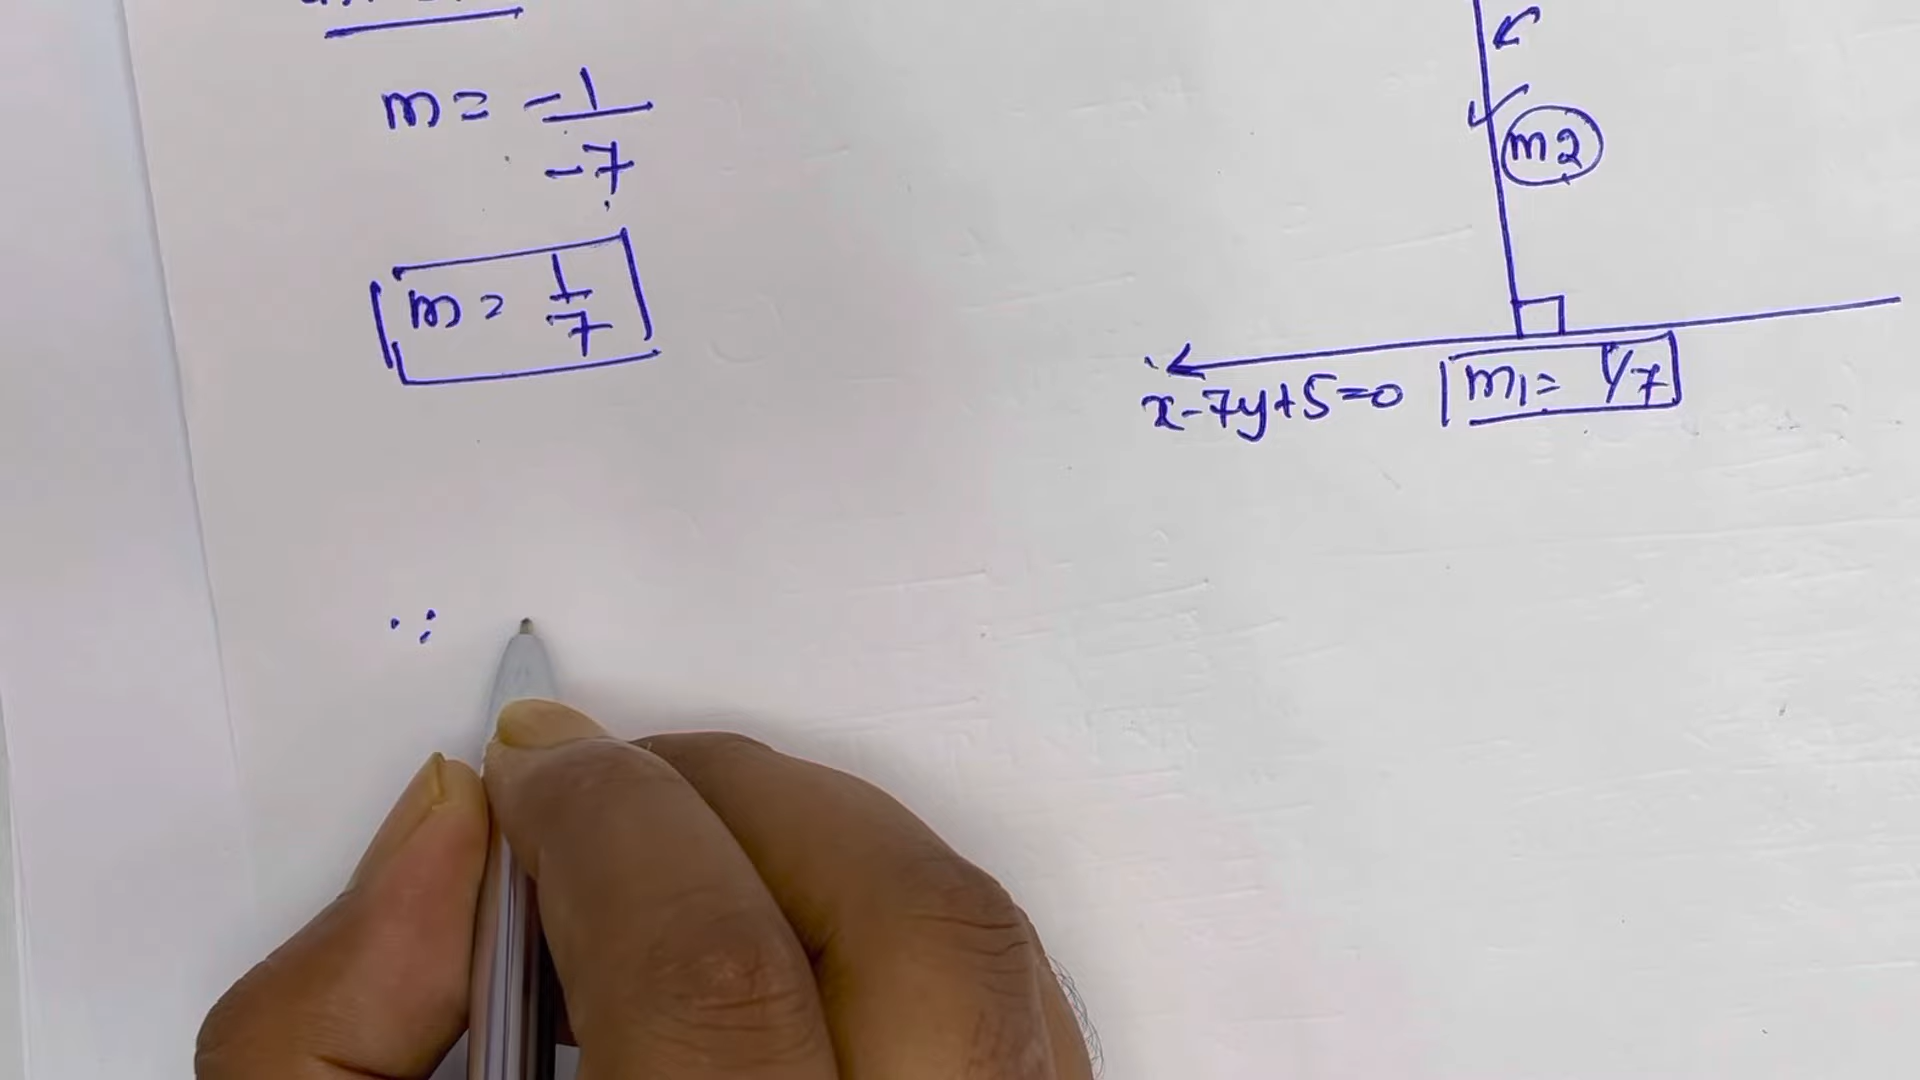 m = -1/-7
m = 1/7
m2
x-7y+5=0 m1= 1/7
∵